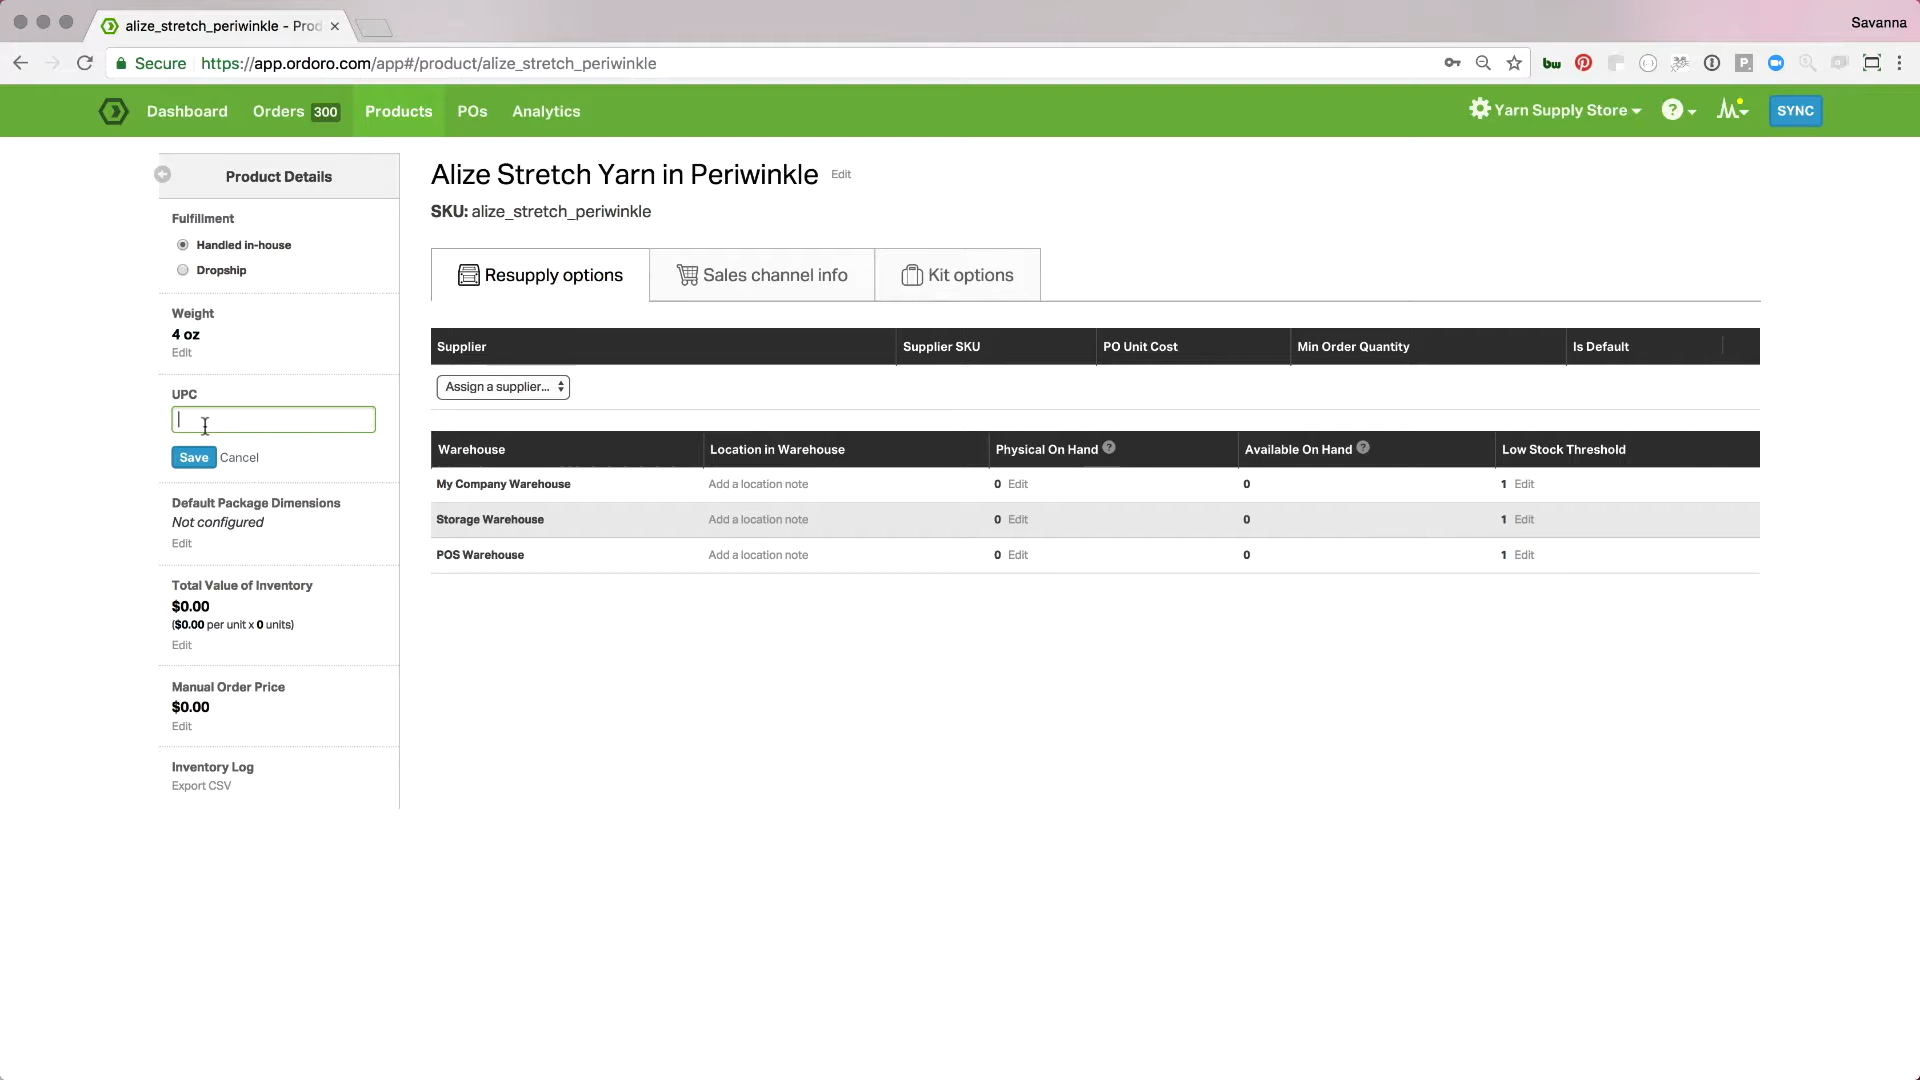 alize_stretch_periwinkle - Prod
Savanna
Secure https://app.ordoro.com/app#/product/alize_stretch_periwinkle
bw
P.
Dashboard Orders 300 Products POs Analytics
Yarn Supply Store ? SYNC
Product Details
Fulfillment
Handled in-house
Dropship
Weight
4 oz
Edit
UPC
Save Cancel
Default Package Dimensions
Not configured
Edit
Total Value of Inventory
$0.00
($0.00 per unit x 0 units)
Edit
Manual Order Price
$0.00
Edit
Inventory Log
Export CSV
Alize Stretch Yarn in Periwinkle Edit
SKU: alize_stretch_periwinkle
Resupply options Sales channel info Kit options
Supplier Supplier SKU PO Unit Cost Min Order Quantity Is Default
Assign a supplier...
Warehouse Location in Warehouse Physical On Hand ? Available On Hand ? Low Stock Threshold
My Company Warehouse Add a location note 0 Edit 0 1 Edit
Storage Warehouse Add a location note 0 Edit 0 1 Edit
POS Warehouse Add a location note 0 Edit 0 1 Edit